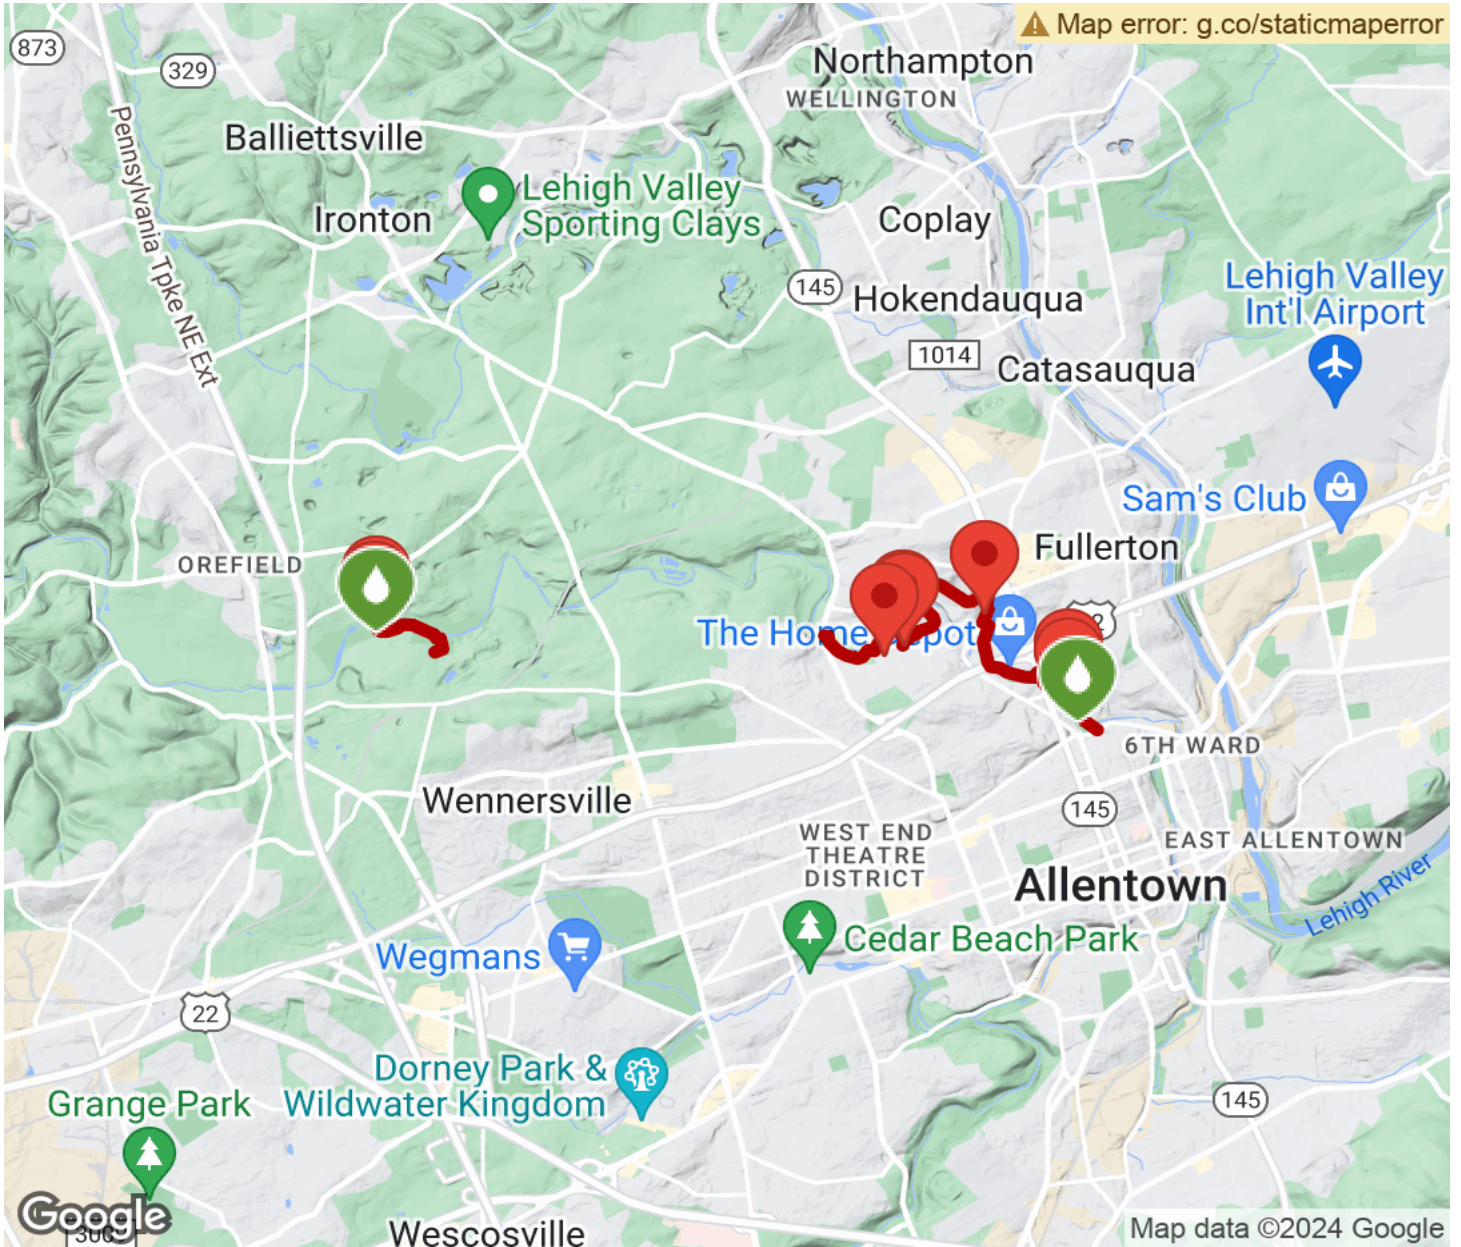 Map error: g.co/staticmaperror
873
329
Northampton
WELLINGTON
Balliettsville
Pennsylvania Tpke NE Ext
Lehigh Valley
Sporting Clays
Ironton
Coplay
145
Hokendauqua
Lehigh Valley
Int'l Airport
1014
Catasauqua
Sam's Club
Fullerton
OREFIELD
The Home Depot
6TH WARD
Wennersville
145
WEST END
THEATRE
DISTRICT
EAST ALLENTOWN
Allentown
Lehigh River
Cedar Beach Park
Wegmans
22
Dorney Park &
Wildwater Kingdom
Grange Park
145
Google
Wescosville
Map data ©2024 Google